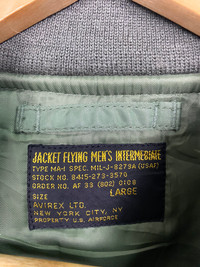 JACKET FLYING MEN'S INTERMEDIATE
TYPE MA-1 SPEC. MIL-J-8279A (USAF)
STOCK NO. 8415-273-3570
ORDER NO. AF 33 (802) 0108
SIZE LARGE
AVIREX LTD.
NEW YORK CITY, NY
PROPERTY U.S. AIRFORCE